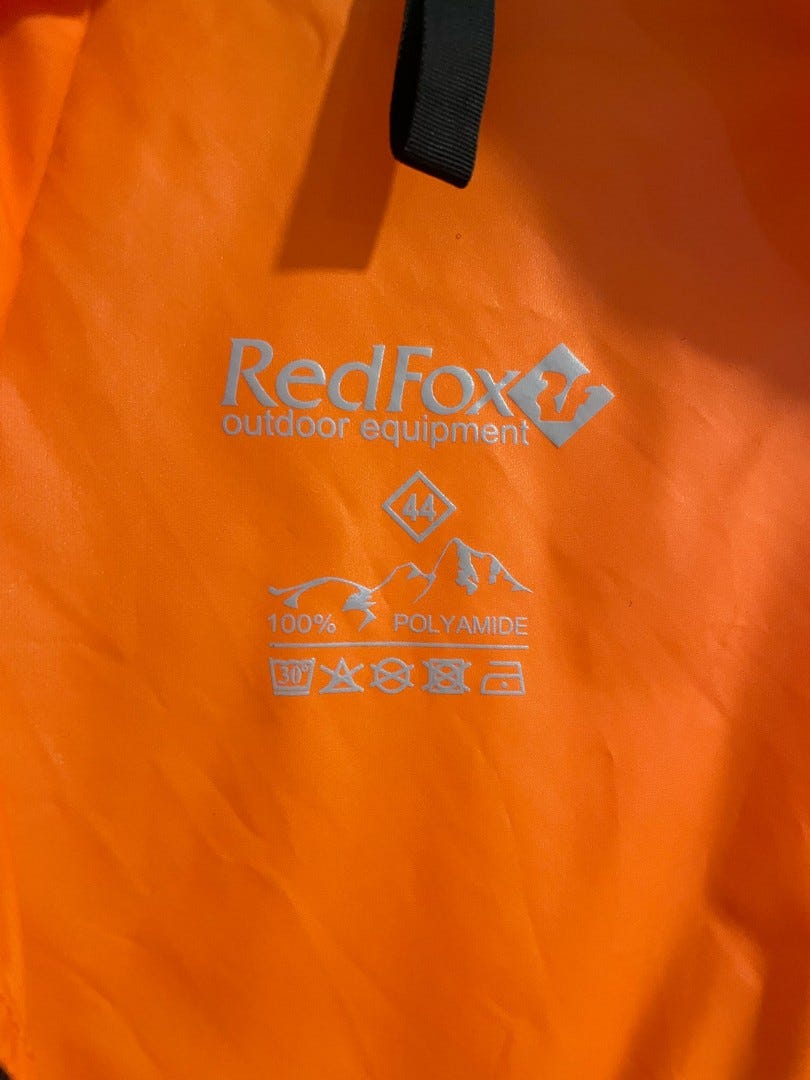 RedFox
outdoor equipment
44
100% POLYAMIDE
30°